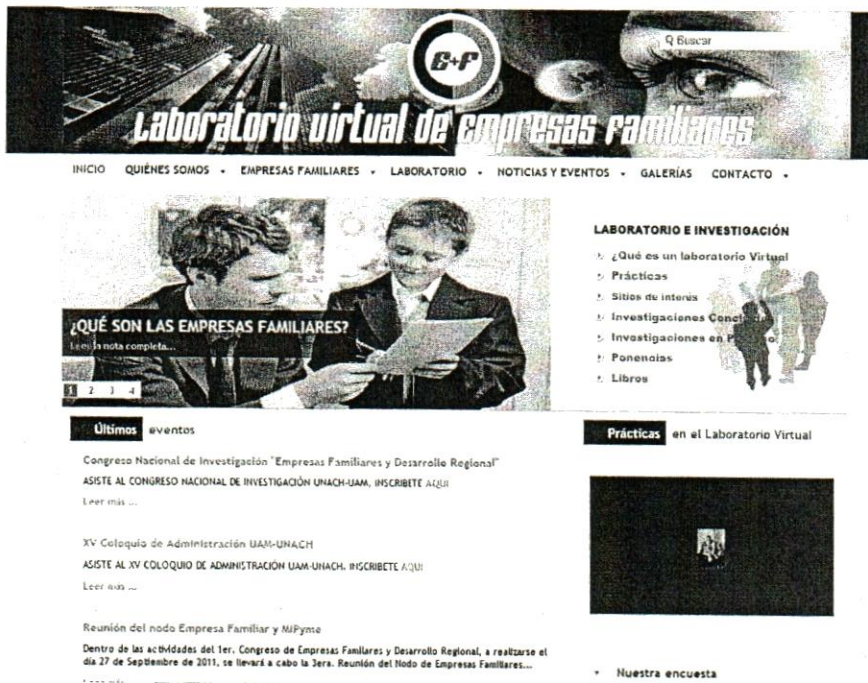 E+F
Buscar
Laboratorio virtual de Empresas Familiares
INICIO QUIÉNES SOMOS EMPRESAS FAMILIARES LABORATORIO NOTICIAS Y EVENTOS GALERÍAS CONTACTO
¿QUÉ SON LAS EMPRESAS FAMILIARES?
Leer la nota completa...
1 2 3 4
LABORATORIO E INVESTIGACIÓN
¿Qué es un laboratorio Virtual
Prácticas
Sitios de interés
Investigaciones
Investigaciones en
Ponencias
Libros
Últimos eventos
Congreso Nacional de Investigación "Empresas Familiares y Desarrollo Regional"
ASISTE AL CONGRESO NACIONAL DE INVESTIGACIÓN UNACH-UAM, INSCRIBETE AQUI
Leer más ...
XV Coloquio de Administración UAM-UNACH
ASISTE AL XV COLOQUIO DE ADMINISTRACIÓN UAM-UNACH. INSCRIBETE AQUI
Leer más ...
Reunión del nodo Empresa Familiar y MiPyme
Dentro de las actividades del 1er. Congreso de Empresas Familares y Desarrollo Regional, a realizarse el
día 27 de Septiembre de 2011, se llevará a cabo la 3era. Reunión del Nodo de Empresas Familares...
Prácticas en el Laboratorio Virtual
Nuestra encuesta